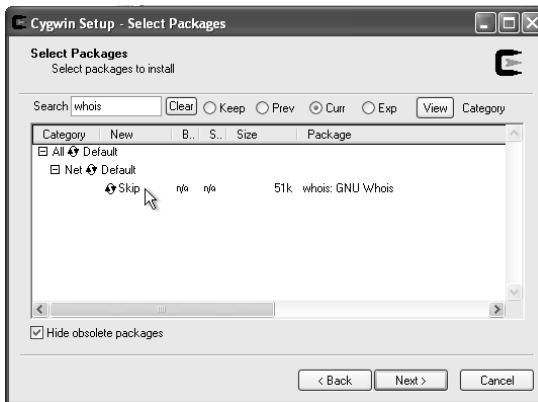 Cygwin Setup - Select Packages
Select Packages
Select packages to install
Search whois Clear Keep Prev Curr Exp View Category
Category New B.. S.. Size Package
All Default
Net Default
Skip n/a n/a 51k whois: GNU Whois
Hide obsolete packages
< Back Next > Cancel